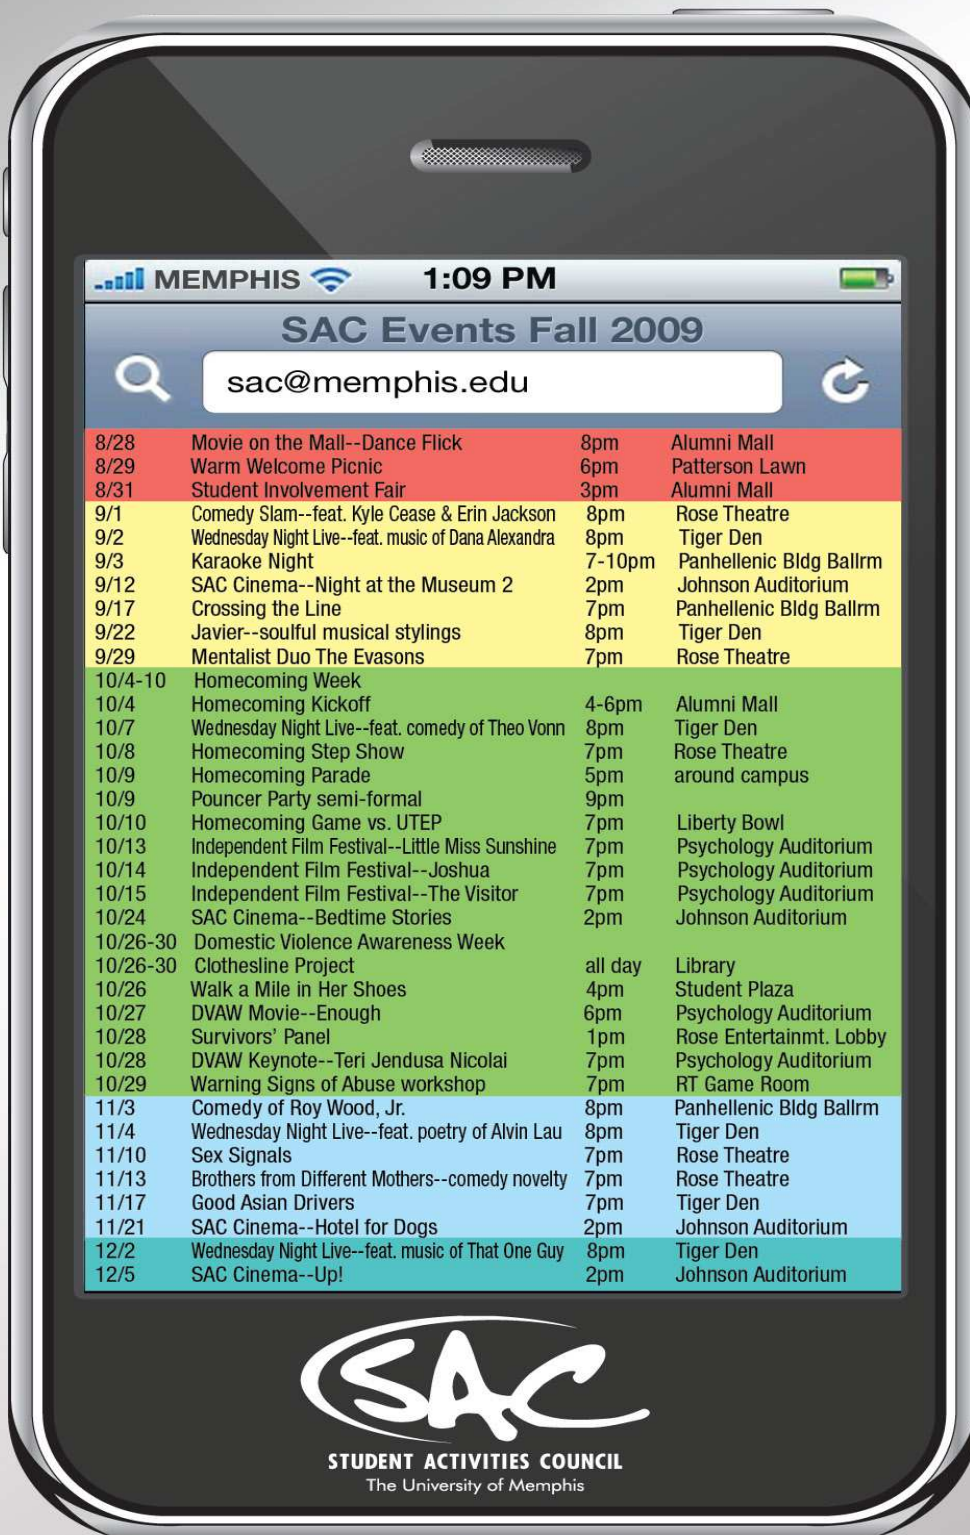 MEMPHIS 1:09 PM
SAC Events Fall 2009
sac@memphis.edu
8/28 Movie on the Mall--Dance Flick 8pm Alumni Mall
8/29 Warm Welcome Picnic 6pm Patterson Lawn
8/31 Student Involvement Fair 3pm Alumni Mall
9/1 Comedy Slam--feat. Kyle Cease & Erin Jackson 8pm Rose Theatre
9/2 Wednesday Night Live--feat. music of Dana Alexandra 8pm Tiger Den
9/3 Karaoke Night 7-10pm Panhellenic Bldg Ballrm
9/12 SAC Cinema--Night at the Museum 2 2pm Johnson Auditorium
9/17 Crossing the Line 7pm Panhellenic Bldg Ballrm
9/22 Javier--soulful musical stylings 8pm Tiger Den
9/29 Mentalist Duo The Evasons 7pm Rose Theatre
10/4-10 Homecoming Week
10/4 Homecoming Kickoff 4-6pm Alumni Mall
10/7 Wednesday Night Live--feat. comedy of Theo Vonn 8pm Tiger Den
10/8 Homecoming Step Show 7pm Rose Theatre
10/9 Homecoming Parade 5pm around campus
10/9 Pouncer Party semi-formal 9pm
10/10 Homecoming Game vs. UTEP 7pm Liberty Bowl
10/13 Independent Film Festival--Little Miss Sunshine 7pm Psychology Auditorium
10/14 Independent Film Festival--Joshua 7pm Psychology Auditorium
10/15 Independent Film Festival--The Visitor 7pm Psychology Auditorium
10/24 SAC Cinema--Bedtime Stories 2pm Johnson Auditorium
10/26-30 Domestic Violence Awareness Week
10/26-30 Clothesline Project all day Library
10/26 Walk a Mile in Her Shoes 4pm Student Plaza
10/27 DVAW Movie--Enough 6pm Psychology Auditorium
10/28 Survivors' Panel 1pm Rose Entertainmt. Lobby
10/28 DVAW Keynote--Teri Jendusa Nicolai 7pm Psychology Auditorium
10/29 Warning Signs of Abuse workshop 7pm RT Game Room
11/3 Comedy of Roy Wood, Jr. 8pm Panhellenic Bldg Ballrm
11/4 Wednesday Night Live--feat. poetry of Alvin Lau 8pm Tiger Den
11/10 Sex Signals 7pm Rose Theatre
11/13 Brothers from Different Mothers--comedy novelty 7pm Rose Theatre
11/17 Good Asian Drivers 7pm Tiger Den
11/21 SAC Cinema--Hotel for Dogs 2pm Johnson Auditorium
12/2 Wednesday Night Live--feat. music of That One Guy 8pm Tiger Den
12/5 SAC Cinema--Up! 2pm Johnson Auditorium
SAC
STUDENT ACTIVITIES COUNCIL
The University of Memphis